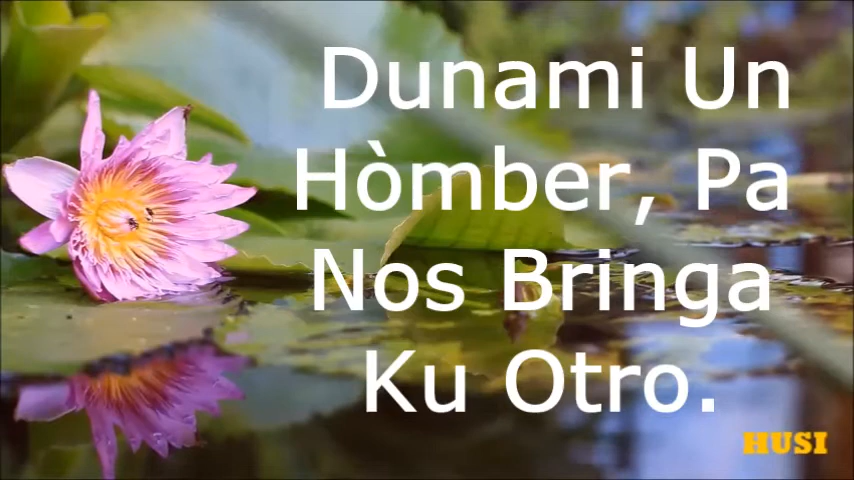 Dunami Un
Hòmber, Pa
Nos Bringa
Ku Otro.
HUSI